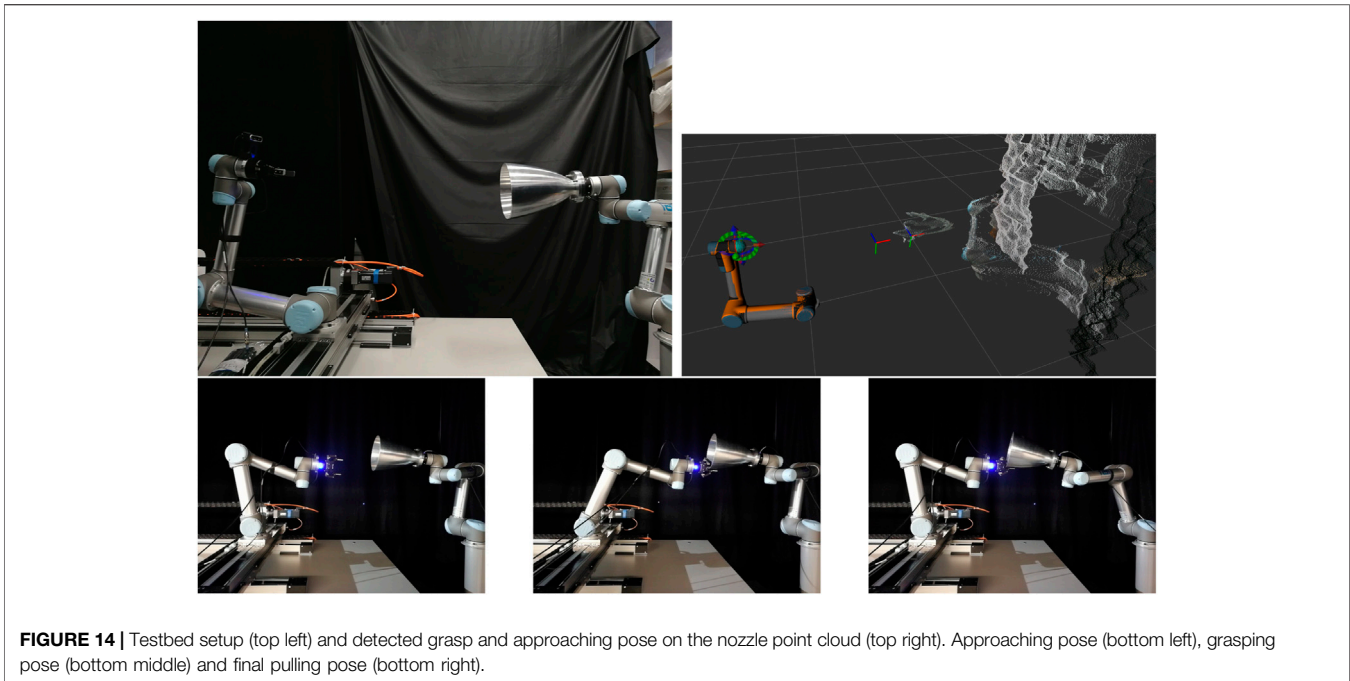 FIGURE 14 | Testbed setup (top left) and detected grasp and approaching pose on the nozzle point cloud (top right). Approaching pose (bottom left), grasping
pose (bottom middle) and final pulling pose (bottom right).